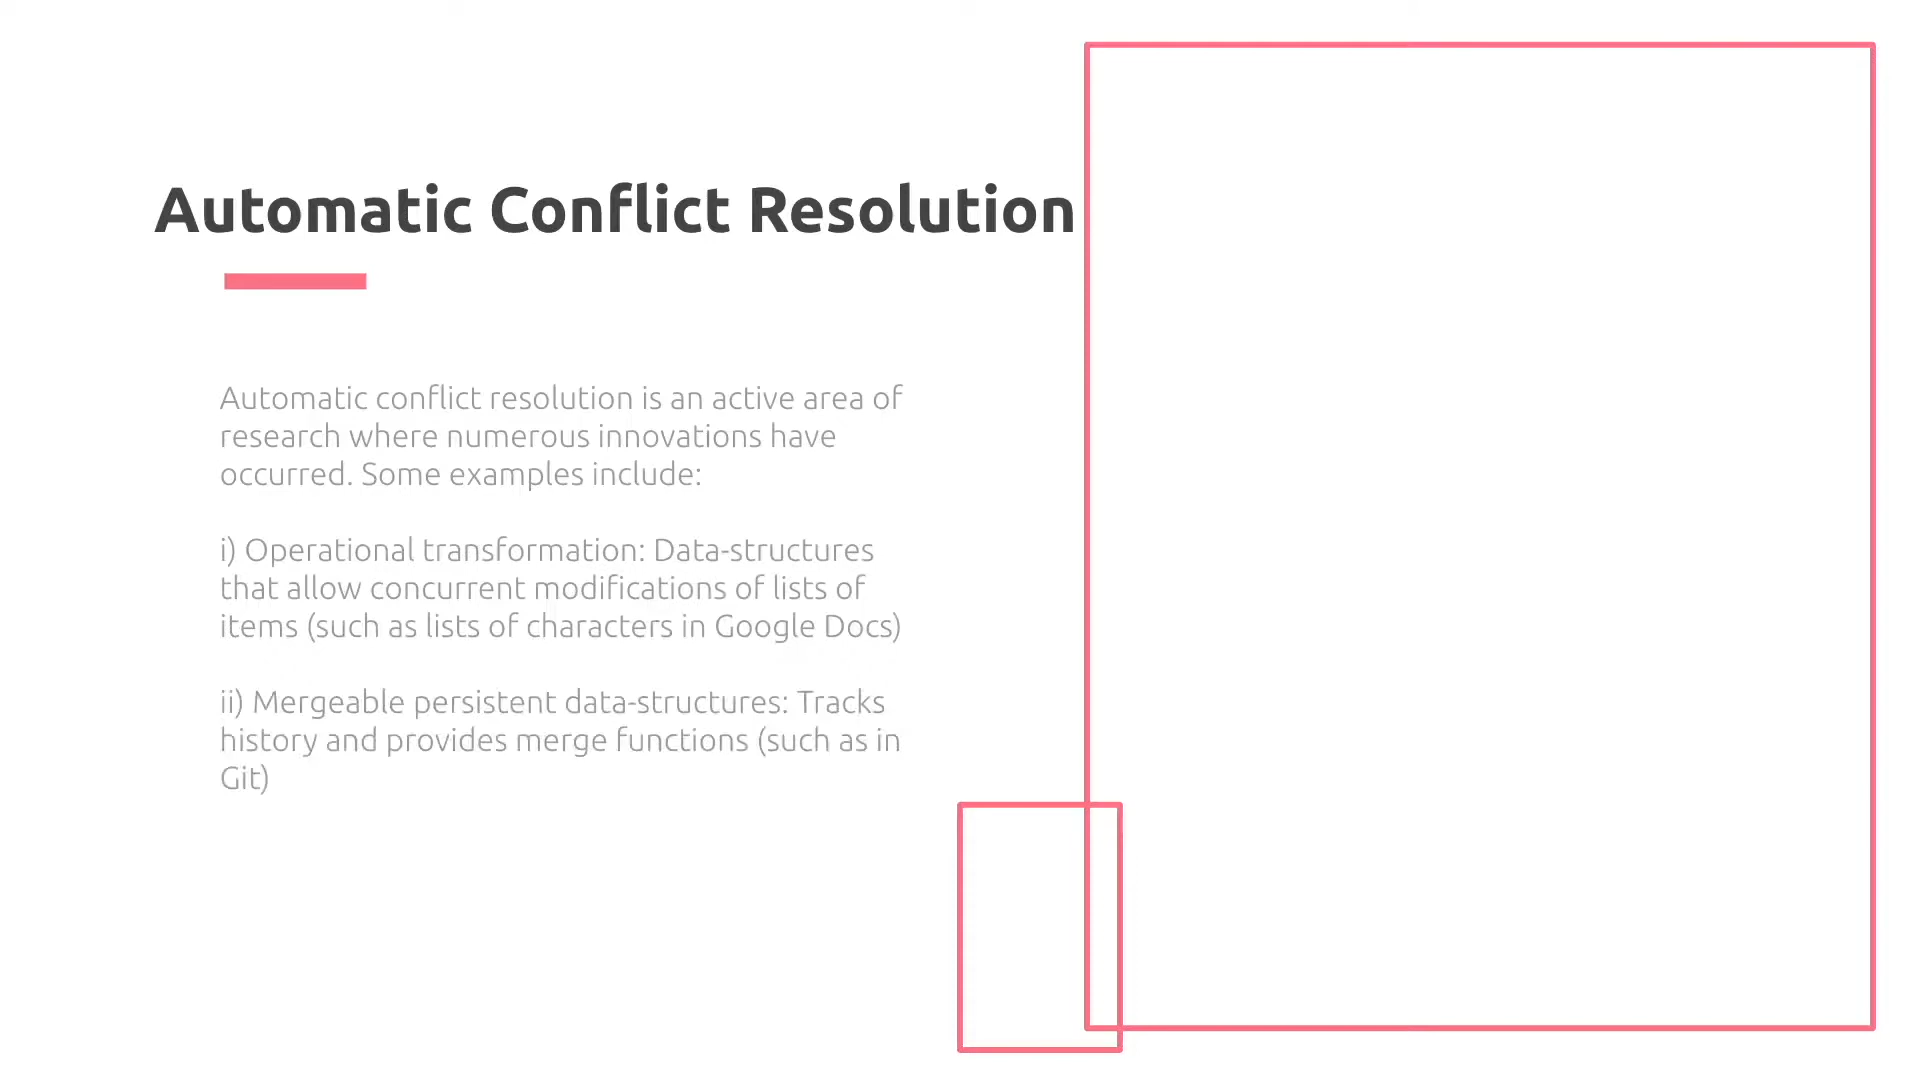 Automatic Conflict Resolution
Automatic conflict resolution is an active area of
research where numerous innovations have
occurred. Some examples include:
i) Operational transformation: Data-structures
that allow concurrent modifications of lists of
items (such as lists of characters in Google Docs)
ii) Mergeable persistent data-structures: Tracks
history and provides merge functions (such as in
Git)